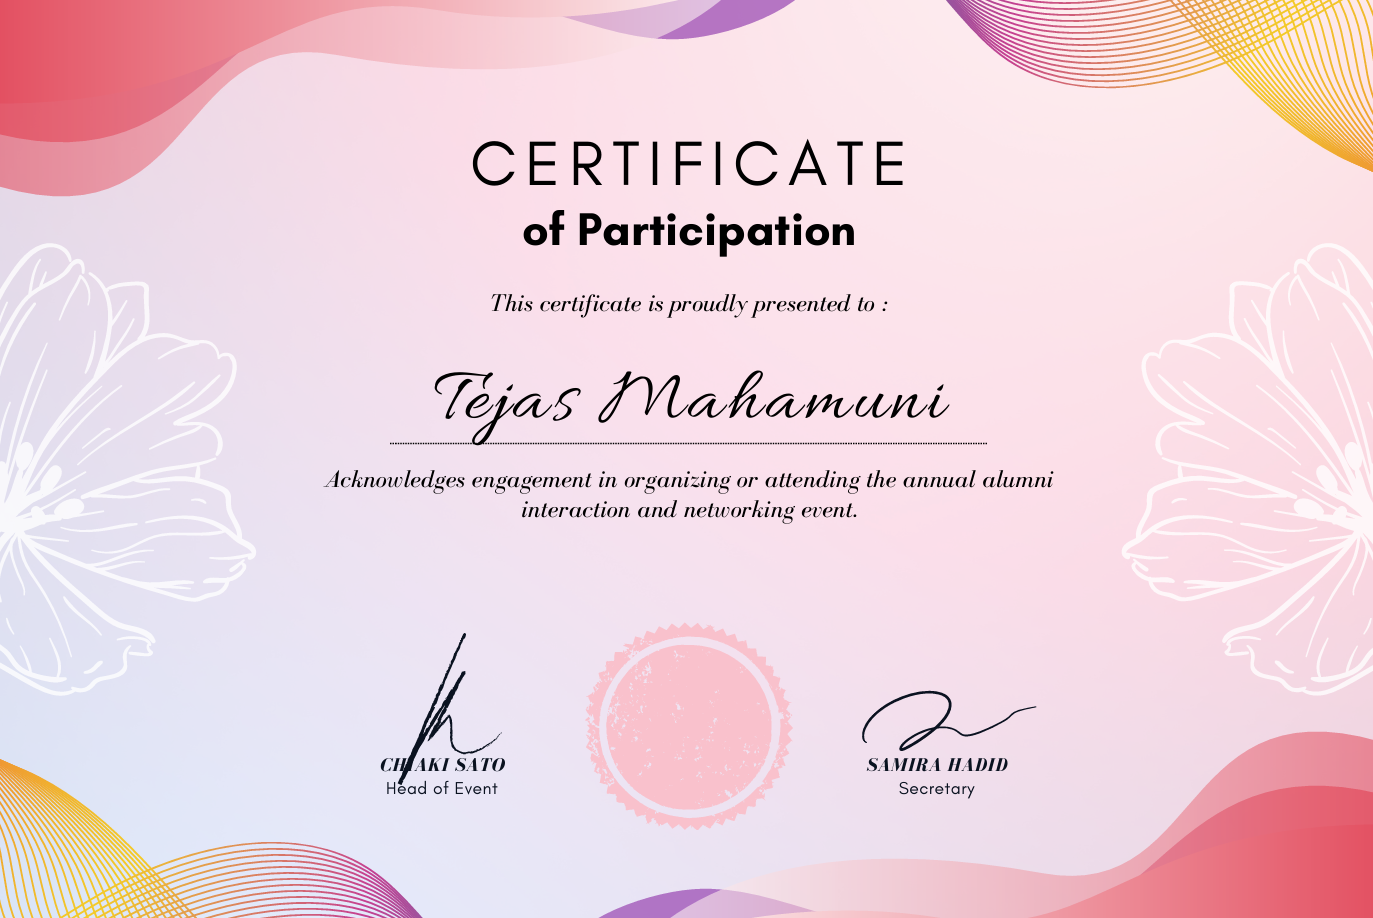 CERTIFICATE
of Participation
This certificate is proudly presented to :
Tejas Mahamuni
Acknowledges engagement in organizing or attending the annual alumni
interaction and networking event.
CHIAKI SATO
Head of Event
SAMIRA HADID
Secretary